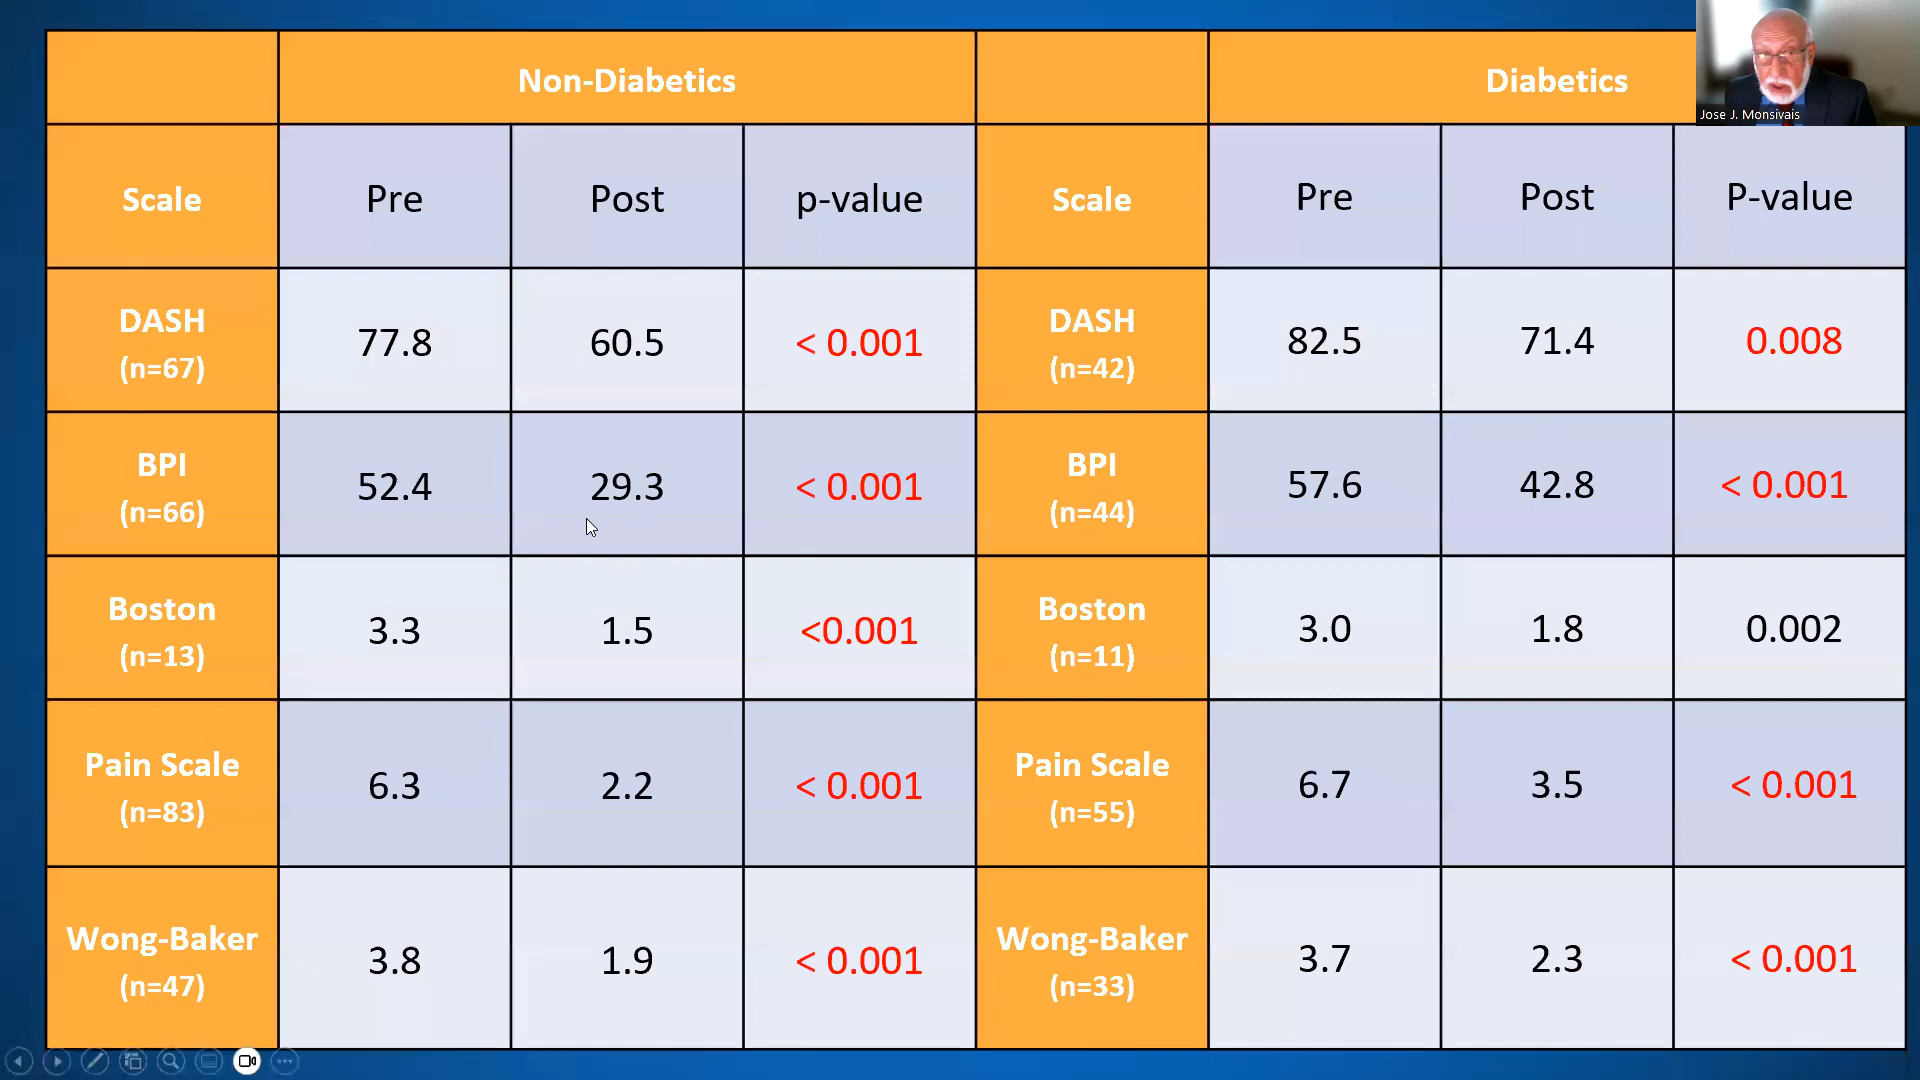 Non-Diabetics Diabetics
Jose J. Monsivais
Scale Pre Post p-value Scale Pre Post P-value
DASH (n=67) 77.8 60.5 < 0.001 DASH (n=42) 82.5 71.4 0.008
BPI (n=66) 52.4 29.3 < 0.001 BPI (n=44) 57.6 42.8 < 0.001
Boston (n=13) 3.3 1.5 <0.001 Boston (n=11) 3.0 1.8 0.002
Pain Scale (n=83) 6.3 2.2 < 0.001 Pain Scale (n=55) 6.7 3.5 < 0.001
Wong-Baker (n=47) 3.8 1.9 < 0.001 Wong-Baker (n=33) 3.7 2.3 < 0.001